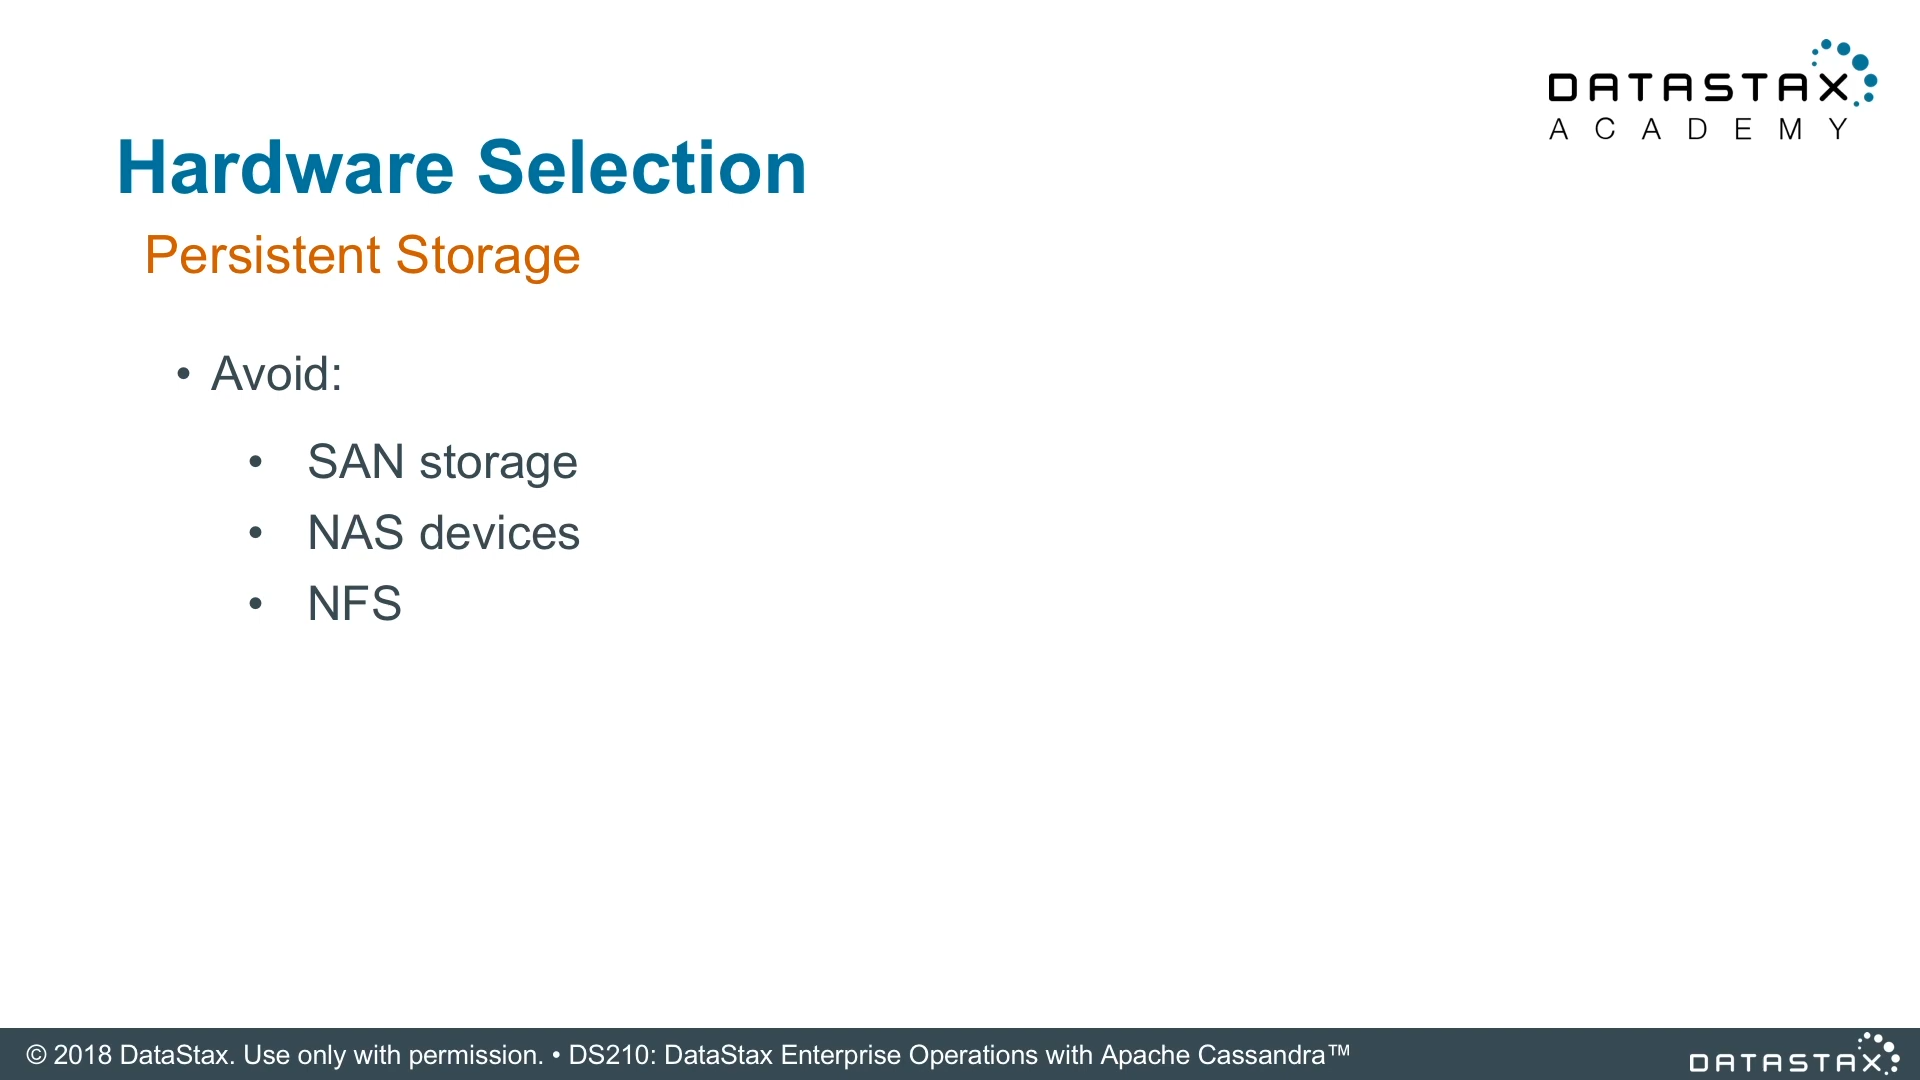 DATASTAX
ACADEMY
Hardware Selection
Persistent Storage
• Avoid:
• SAN storage
• NAS devices
• NFS
© 2018 DataStax. Use only with permission. • DS210: DataStax Enterprise Operations with Apache Cassandra™
DATASTAX